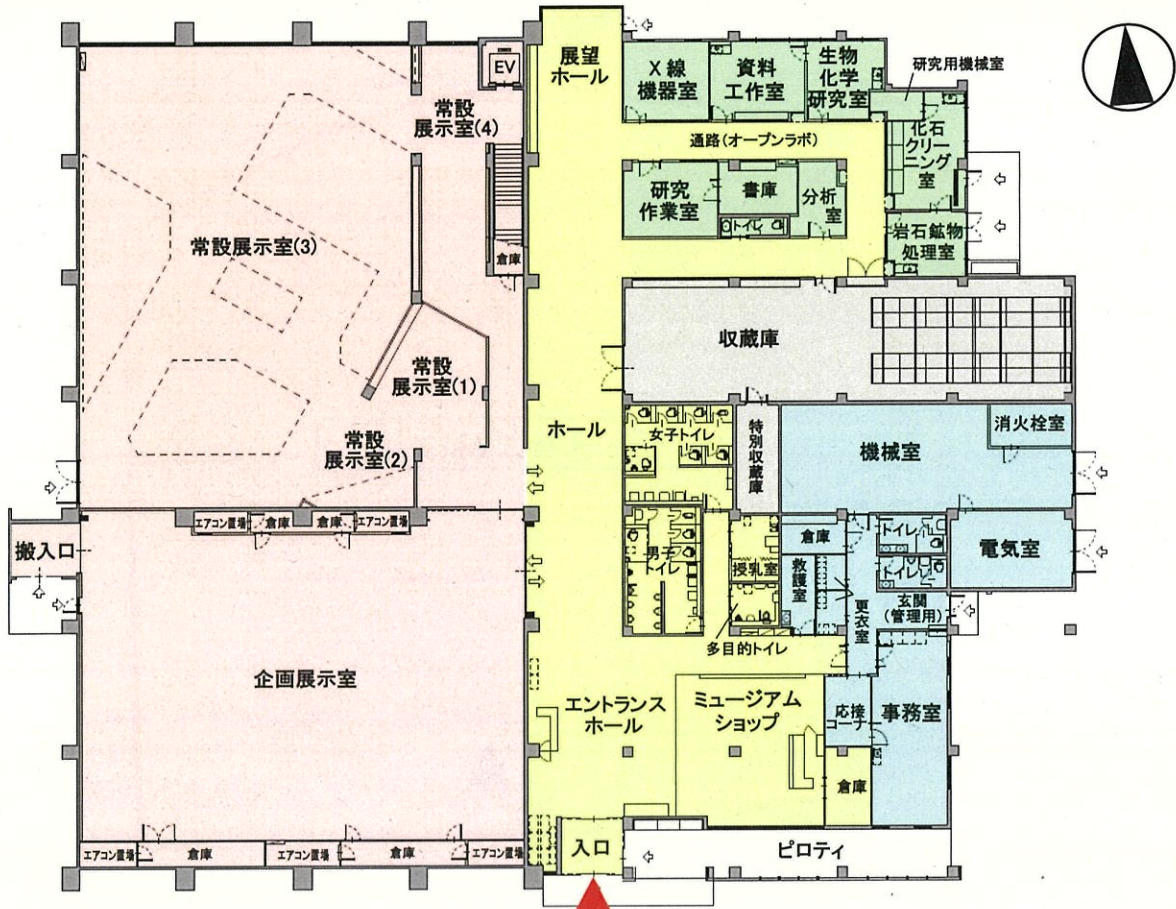 展望
ホール
X線
機器室
資料
工作室
生物
化学
研究室
研究用機械室
EV
常設
展示室(4)
通路(オープンラボ)
化石
クリー
ニング
室
研究
作業室
書庫
分析
室
トイレ
岩石鉱物
処理室
常設展示室(3)
倉庫
収蔵庫
常設
展示室(1)
ホール
女子トイレ
特別収蔵庫
機械室
消火栓室
常設
展示室(2)
エアコン置場
倉庫
倉庫
エアコン置場
搬入口
男子
トイレ
授乳室
倉庫
救護室
トイレ
トイレ
電気室
更衣室
玄関
(管理用)
多目的トイレ
企画展示室
エントランス
ホール
ミュージアム
ショップ
応接
コーナー
事務室
倉庫
エアコン置場
倉庫
エアコン置場
倉庫
エアコン置場
入口
ピロティ